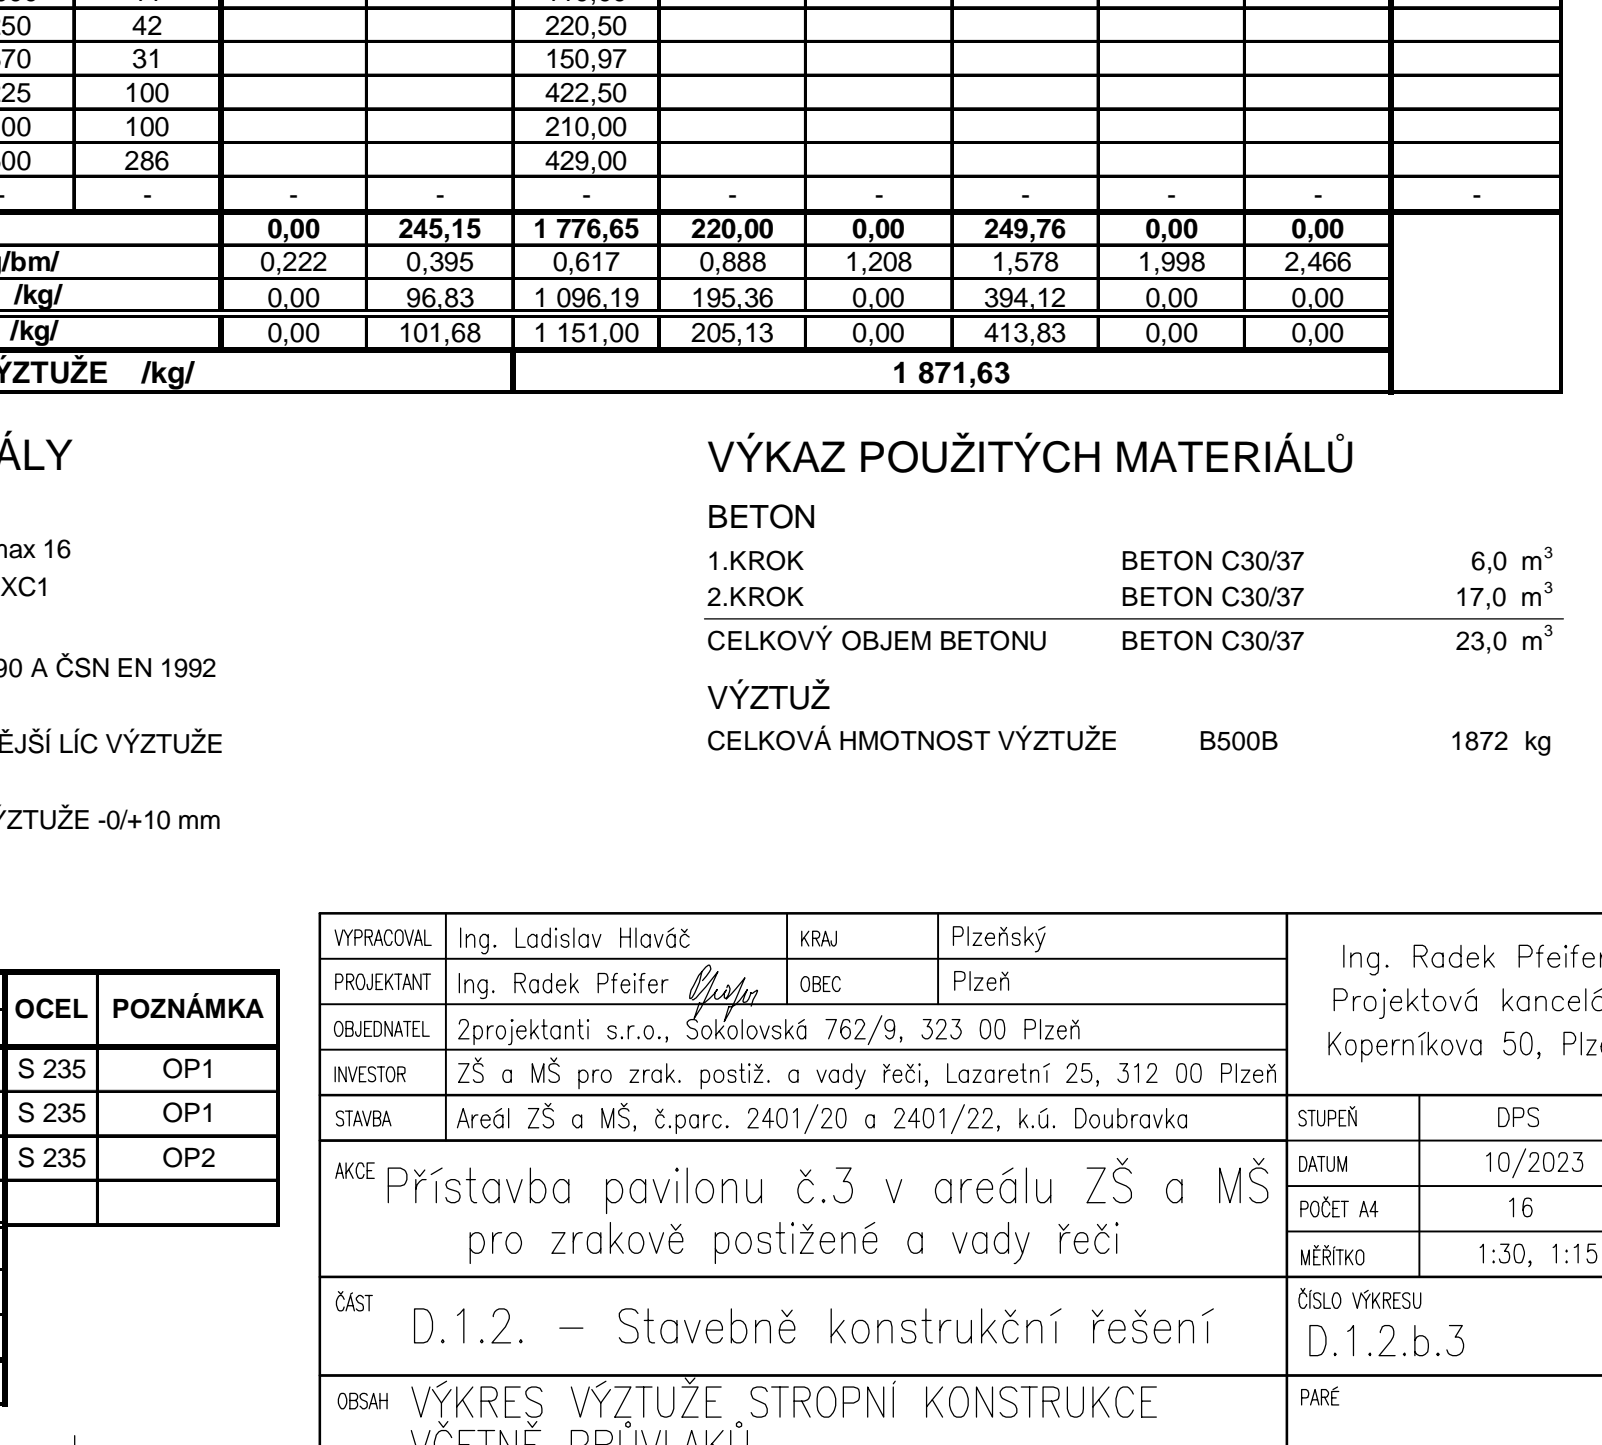 50 42 220,50
70 31 150,97
25 100 422,50
00 100 210,00
00 286 429,00
- - - - - - - - - - -
0,00 245,15 1 776,65 220,00 0,00 249,76 0,00 0,00
/bm/ 0,222 0,395 0,617 0,888 1,208 1,578 1,998 2,466
/kg/ 0,00 96,83 1 096,19 195,36 0,00 394,12 0,00 0,00
/kg/ 0,00 101,68 1 151,00 205,13 0,00 413,83 0,00 0,00
ÝZTUŽE /kg/ 1 871,63
ÁLY
max 16
XC1
90 A ČSN EN 1992
ĚJŠÍ LÍC VÝZTUŽE
ÝZTUŽE -0/+10 mm
VÝKAZ POUŽITÝCH MATERIÁLŮ
BETON
1.KROK BETON C30/37 6,0 m³
2.KROK BETON C30/37 17,0 m³
CELKOVÝ OBJEM BETONU BETON C30/37 23,0 m³
VÝZTUŽ
CELKOVÁ HMOTNOST VÝZTUŽE B500B 1872 kg
OCEL POZNÁMKA
S 235 OP1
S 235 OP1
S 235 OP2
VYPRACOVAL Ing. Ladislav Hlaváč KRAJ Plzeňský
PROJEKTANT Ing. Radek Pfeifer OBEC Plzeň
OBJEDNATEL 2projektanti s.r.o., Sokolovská 762/9, 323 00 Plzeň
INVESTOR ZŠ a MŠ pro zrak. postiž. a vady řeči, Lazaretní 25, 312 00 Plzeň
STAVBA Areál ZŠ a MŠ, č.parc. 2401/20 a 2401/22, k.ú. Doubravka
AKCE Přístavba pavilonu č.3 v areálu ZŠ a MŠ
pro zrakově postižené a vady řeči
ČÁST D.1.2. – Stavebně konstrukční řešení
OBSAH VÝKRES VÝZTUŽE STROPNÍ KONSTRUKCE
VČETNĚ PRŮVLAKŮ
Ing. Radek Pfeifer
Projektová kancelá
Koperníkova 50, Plze
STUPEŇ DPS
DATUM 10/2023
POČET A4 16
MĚŘÍTKO 1:30, 1:15
ČÍSLO VÝKRESU
D.1.2.b.3
PARÉ